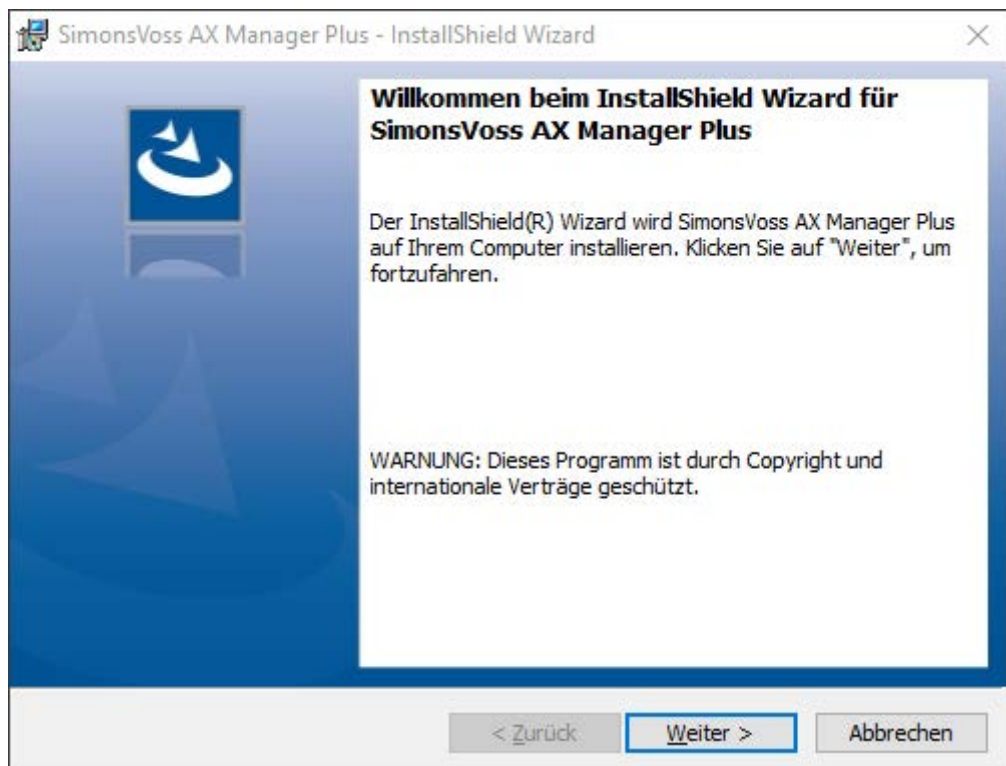 SimonsVoss AX Manager Plus - InstallShield Wizard
Willkommen beim InstallShield Wizard für
SimonsVoss AX Manager Plus
Der InstallShield(R) Wizard wird SimonsVoss AX Manager Plus
auf Ihrem Computer installieren. Klicken Sie auf "Weiter", um
fortzufahren.
WARNUNG: Dieses Programm ist durch Copyright und
internationale Verträge geschützt.
< Zurück
Weiter >
Abbrechen